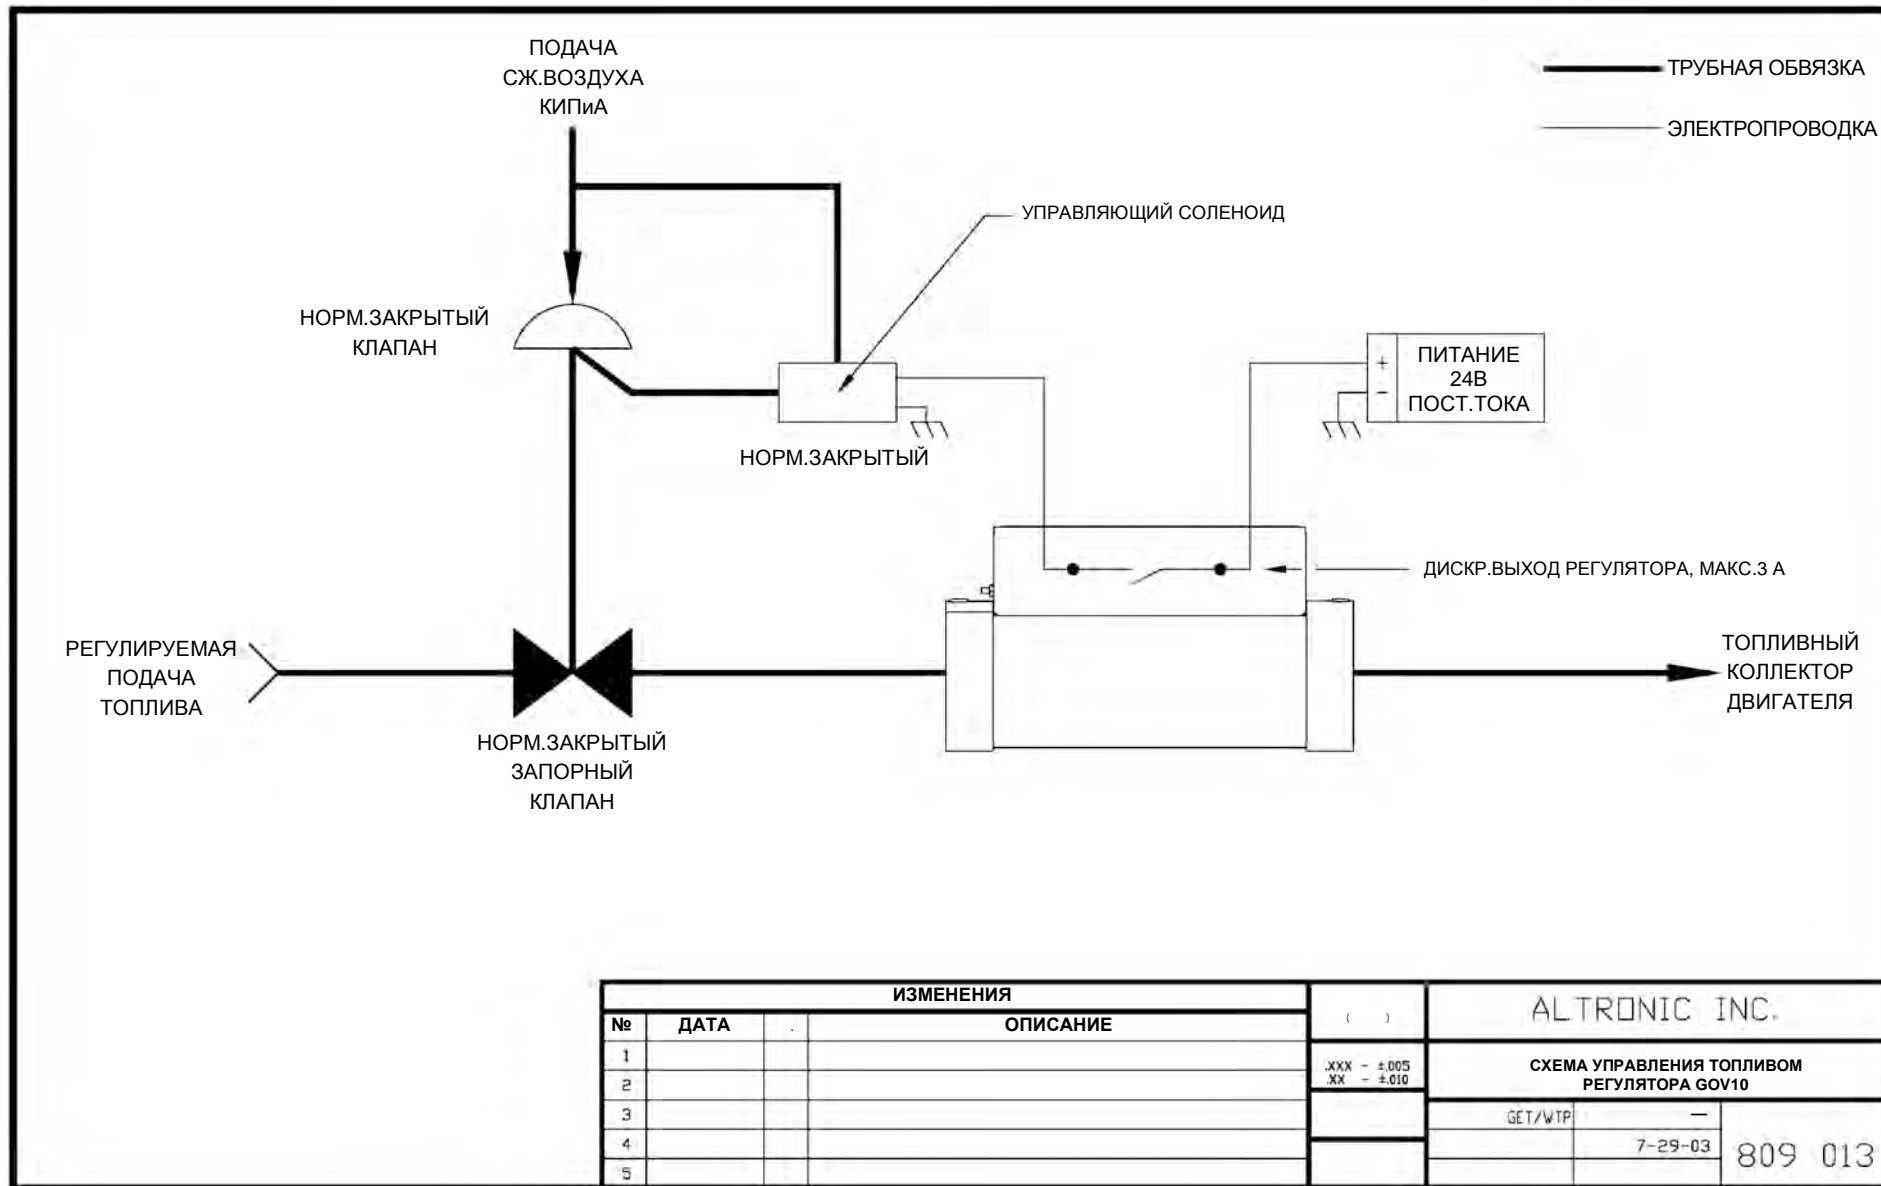 ПОДАЧА
СЖ.ВОЗДУХА
КИПиА
ТРУБНАЯ ОБВЯЗКА
ЭЛЕКТРОПРОВОДКА
УПРАВЛЯЮЩИЙ СОЛЕНОИД
НОРМ.ЗАКРЫТЫЙ
КЛАПАН
+
-
ПИТАНИЕ
24В
ПОСТ.ТОКА
НОРМ.ЗАКРЫТЫЙ
ДИСКР.ВЫХОД РЕГУЛЯТОРА, МАКС.3 А
РЕГУЛИРУЕМАЯ
ПОДАЧА
ТОПЛИВА
ТОПЛИВНЫЙ
КОЛЛЕКТОР
ДВИГАТЕЛЯ
НОРМ.ЗАКРЫТЫЙ
ЗАПОРНЫЙ
КЛАПАН
ИЗМЕНЕНИЯ
№ ДАТА . ОПИСАНИЕ
1
2
3
4
5
( )
.XXX - ±.005
.XX - ±.010
ALTRONIC INC.
СХЕМА УПРАВЛЕНИЯ ТОПЛИВОМ
РЕГУЛЯТОРА GOV10
GET/WTP —
7-29-03
809 013